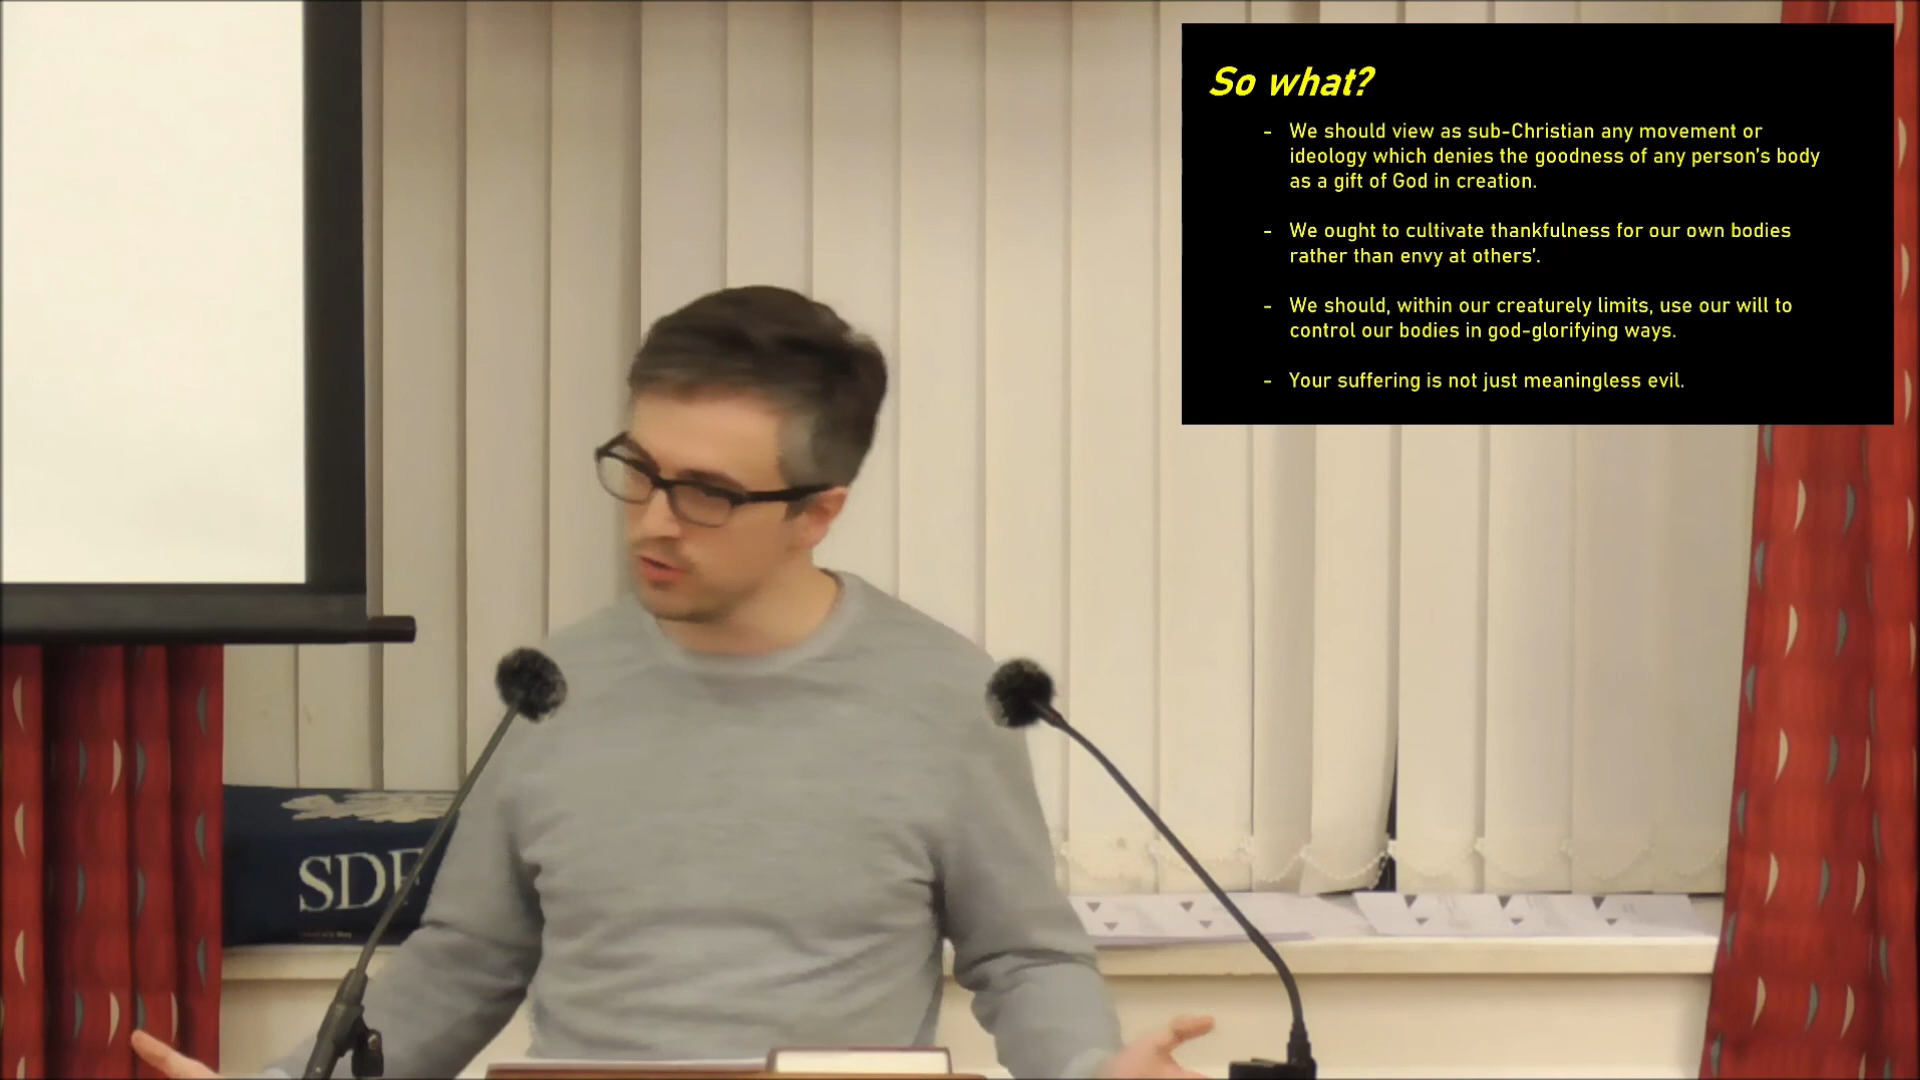 So what?
- We should view as sub-Christian any movement or
ideology which denies the goodness of any person's body
as a gift of God in creation.
- We ought to cultivate thankfulness for our own bodies
rather than envy at others'.
- We should, within our creaturely limits, use our will to
control our bodies in god-glorifying ways.
- Your suffering is not just meaningless evil.
SDF